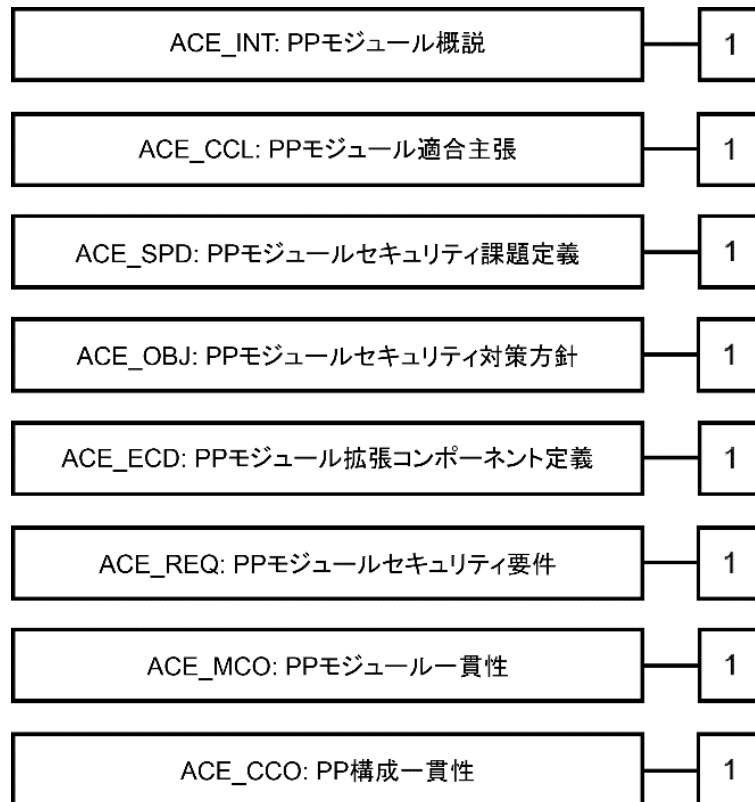 ACE_INT: PPモジュール概説 1
ACE_CCL: PPモジュール適合主張 1
ACE_SPD: PPモジュールセキュリティ課題定義 1
ACE_OBJ: PPモジュールセキュリティ対策方針 1
ACE_ECD: PPモジュール拡張コンポーネント定義 1
ACE_REQ: PPモジュールセキュリティ要件 1
ACE_MCO: PPモジュール一貫性 1
ACE_CCO: PP構成一貫性 1